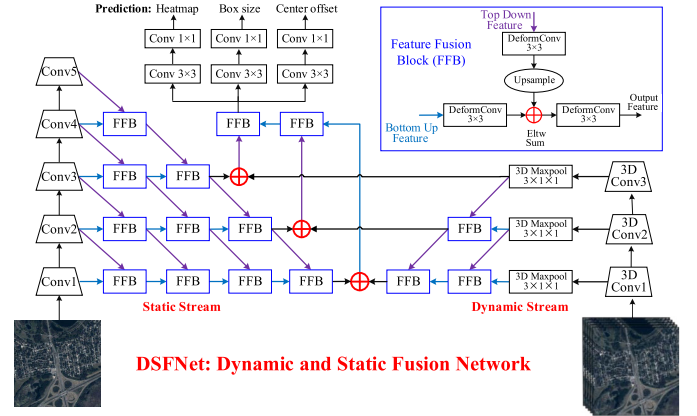 Prediction: Heatmap Box size Center offset
Conv 1×1 Conv 1×1 Conv 1×1
Conv 3×3 Conv 3×3 Conv 3×3
Top Down
Feature
Feature Fusion
Block (FFB)
DeformConv
3×3
Upsample
DeformConv
3×3
DeformConv
3×3
Output
Feature
Bottom Up
Feature
Eltw
Sum
Conv5
Conv4 FFB FFB FFB
Conv3 FFB FFB
3D Maxpool
3×1×1
3D
Conv3
Conv2 FFB FFB FFB FFB
3D Maxpool
3×1×1
3D
Conv2
Conv1 FFB FFB FFB FFB FFB FFB
3D Maxpool
3×1×1
3D
Conv1
Static Stream Dynamic Stream
DSFNet: Dynamic and Static Fusion Network